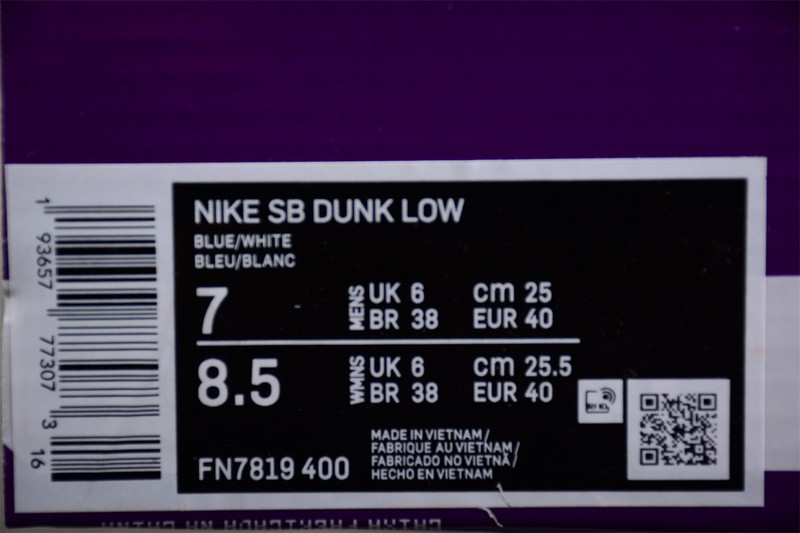 NIKE SB DUNK LOW
BLUE/WHITE
BLEU/BLANC
7
MENS
UK 6 cm 25
BR 38 EUR 40
8.5
WMNS
UK 6 cm 25.5
BR 38 EUR 40
FN7819 400
MADE IN VIETNAM/
FABRIQUE AU VIETNAM/
FABRICADO NO VIETNÃ/
HECHO EN VIETNAM
1 93657 77307 3
16